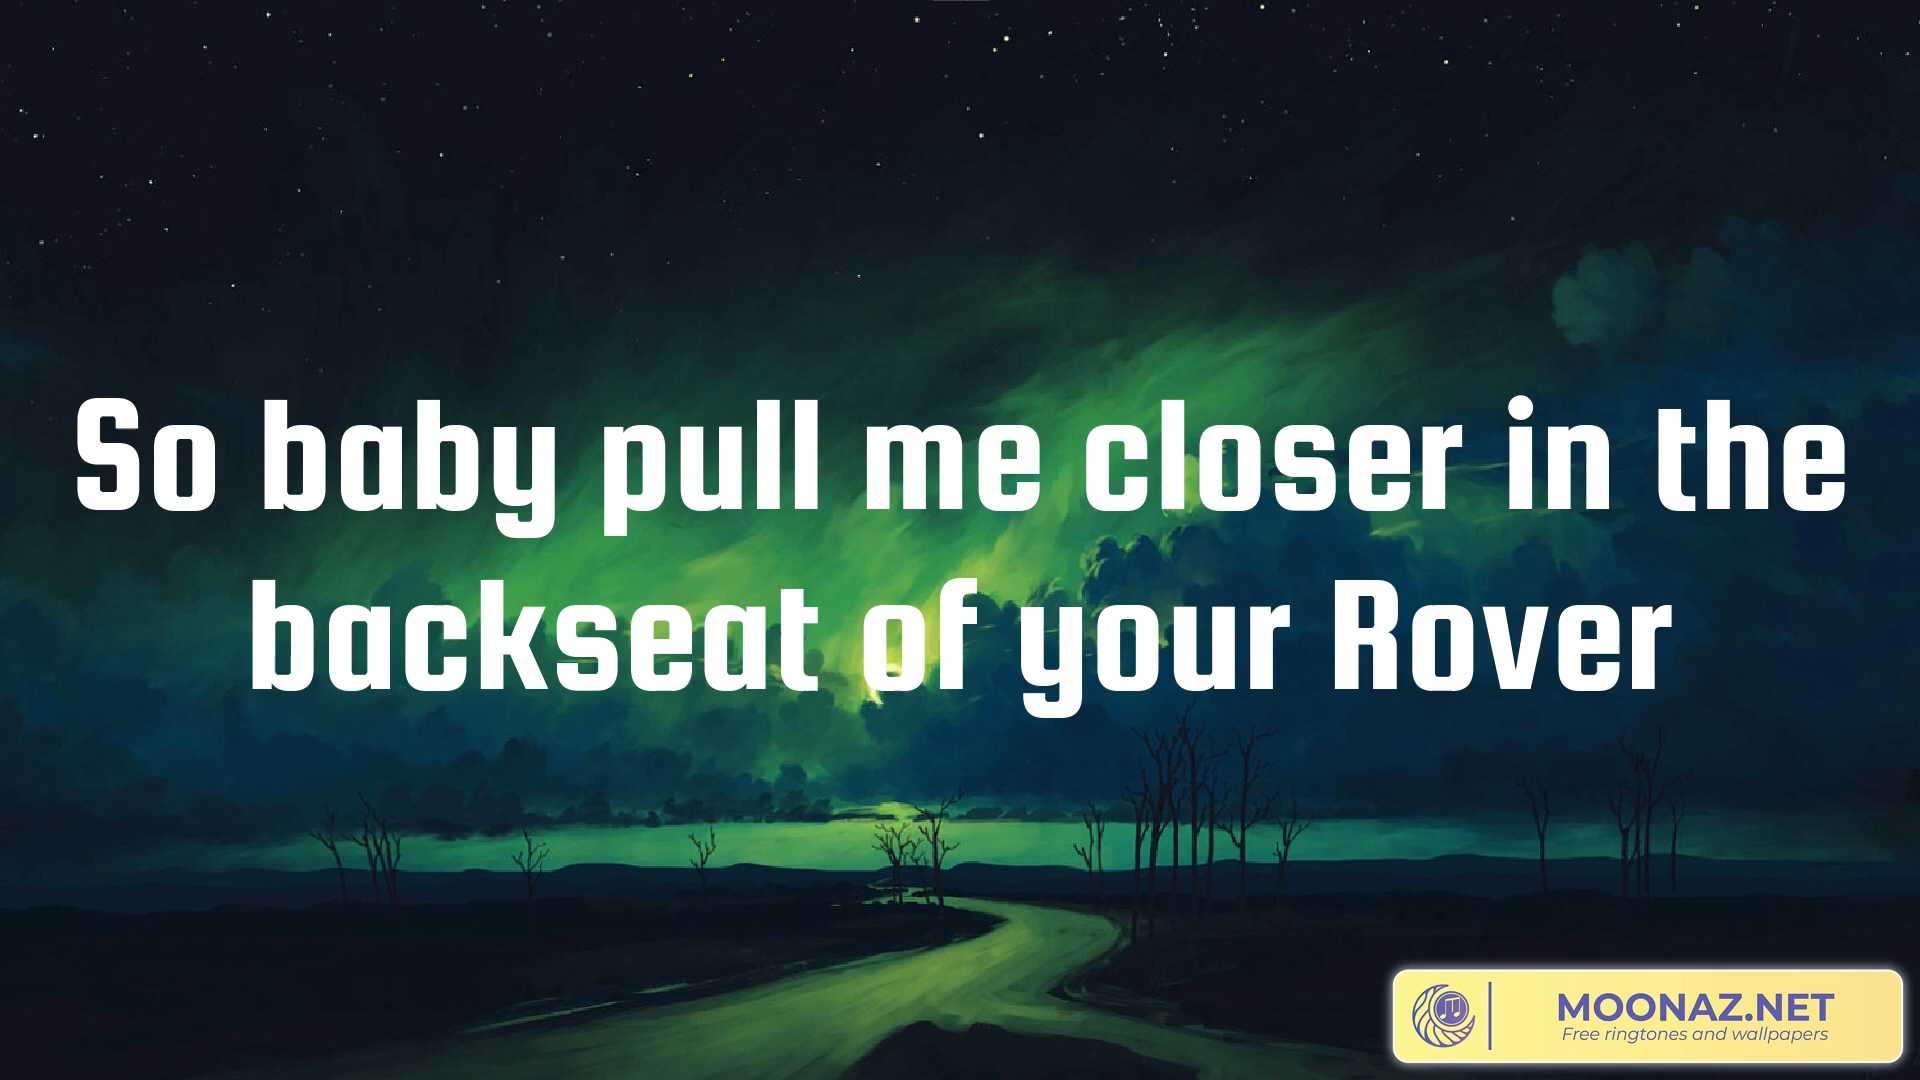 So baby pull me closer in the
backseat of your Rover
MOONAZ.NET
Free ringtones and wallpapers